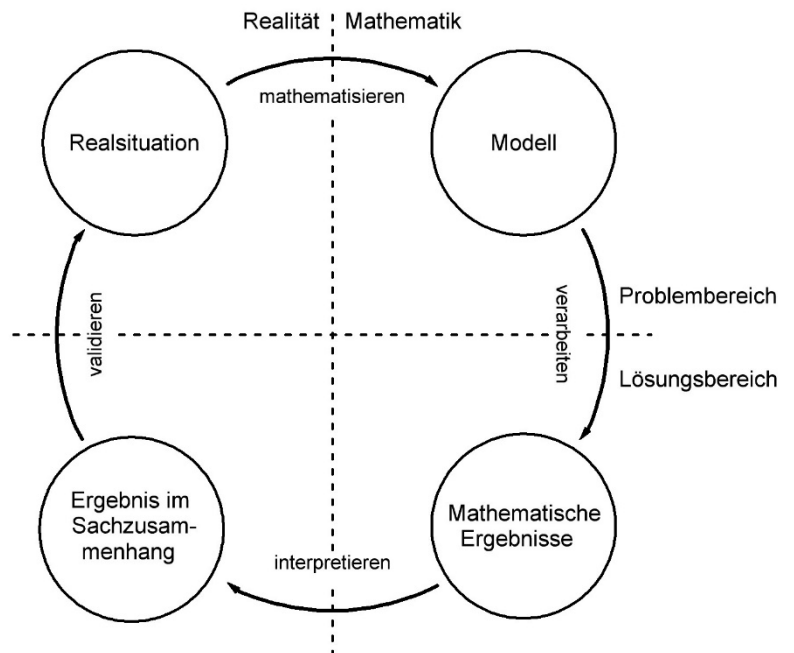 Realität Mathematik
mathematisieren
Realsituation
Modell
validieren
verarbeiten
Problembereich
Lösungsbereich
Ergebnis im
Sachzusam-
menhang
Mathematische
Ergebnisse
interpretieren